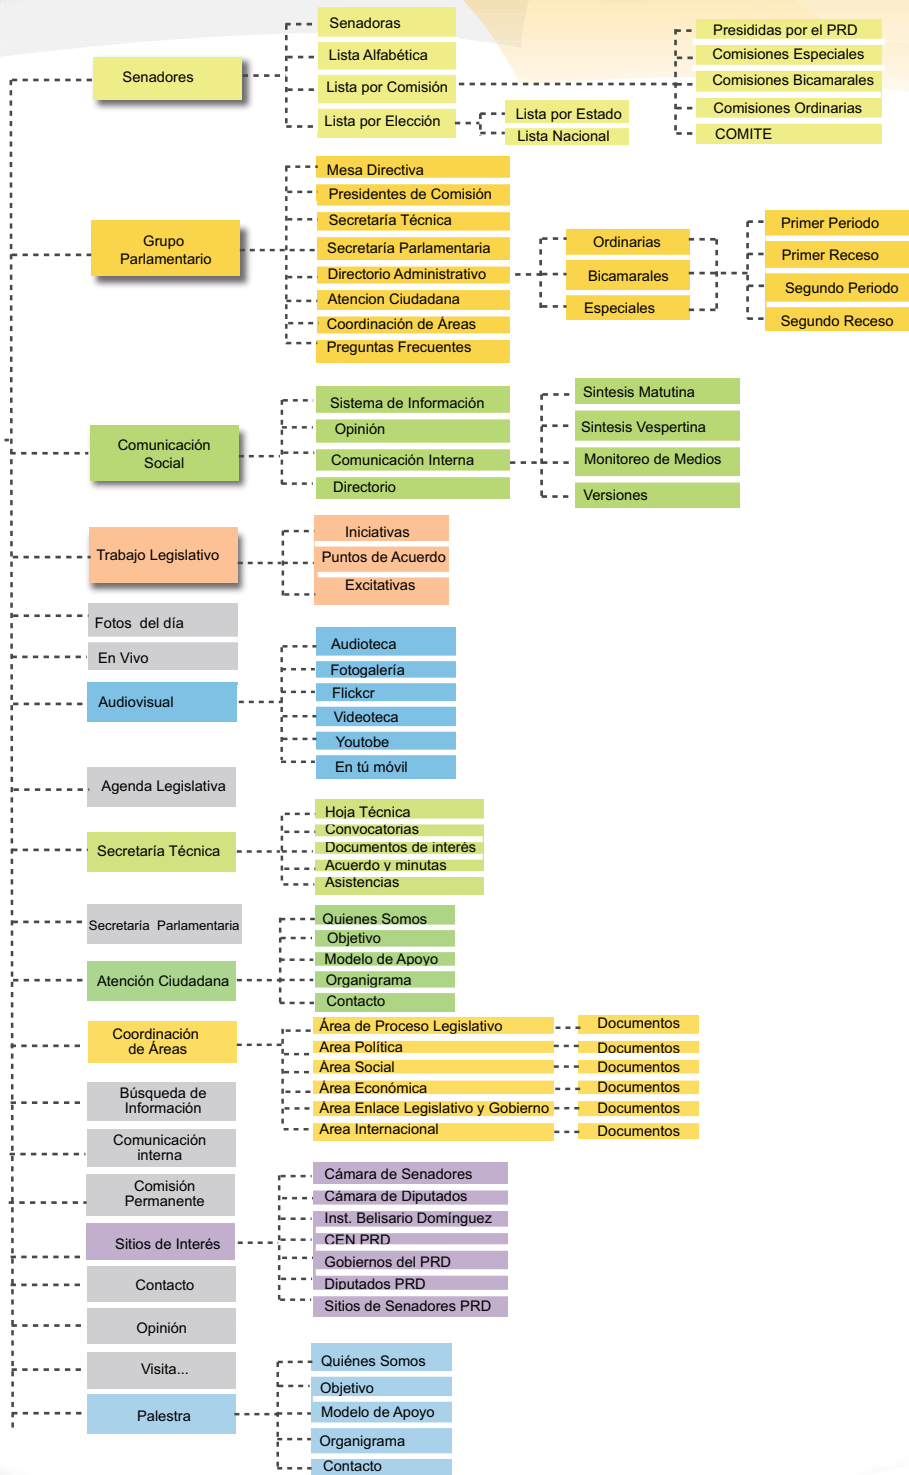 Senadores
Senadoras
Lista Alfabética
Lista por Comisión
Lista por Elección
Lista por Estado
Lista Nacional
Presididas por el PRD
Comisiones Especiales
Comisiones Bicamarales
Comisiones Ordinarias
COMITE
Grupo
Parlamentario
Mesa Directiva
Presidentes de Comisión
Secretaría Técnica
Secretaría Parlamentaria
Directorio Administrativo
Atencion Ciudadana
Coordinación de Áreas
Preguntas Frecuentes
Ordinarias
Bicamarales
Especiales
Primer Periodo
Primer Receso
Segundo Periodo
Segundo Receso
Comunicación
Social
Sistema de Información
Opinión
Comunicación Interna
Directorio
Sintesis Matutina
Sintesis Vespertina
Monitoreo de Medios
Versiones
Trabajo Legislativo
Iniciativas
Puntos de Acuerdo
Excitativas
Fotos del día
En Vivo
Audiovisual
Audioteca
Fotogalería
Flickcr
Videoteca
Youtobe
En tú móvil
Agenda Legislativa
Secretaría Técnica
Hoja Técnica
Convocatorias
Documentos de interés
Acuerdo y minutas
Asistencias
Secretaría Parlamentaria
Atención Ciudadana
Quienes Somos
Objetivo
Modelo de Apoyo
Organigrama
Contacto
Coordinación
de Áreas
Área de Proceso Legislativo
Area Política
Área Social
Área Económica
Área Enlace Legislativo y Gobierno
Area Internacional
Documentos
Documentos
Documentos
Documentos
Documentos
Documentos
Búsqueda de
Información
Comunicación
interna
Comisión
Permanente
Sitios de Interés
Cámara de Senadores
Cámara de Diputados
Inst. Belisario Domínguez
CEN PRD
Gobiernos del PRD
Diputados PRD
Sitios de Senadores PRD
Contacto
Opinión
Visita...
Palestra
Quiénes Somos
Objetivo
Modelo de Apoyo
Organigrama
Contacto